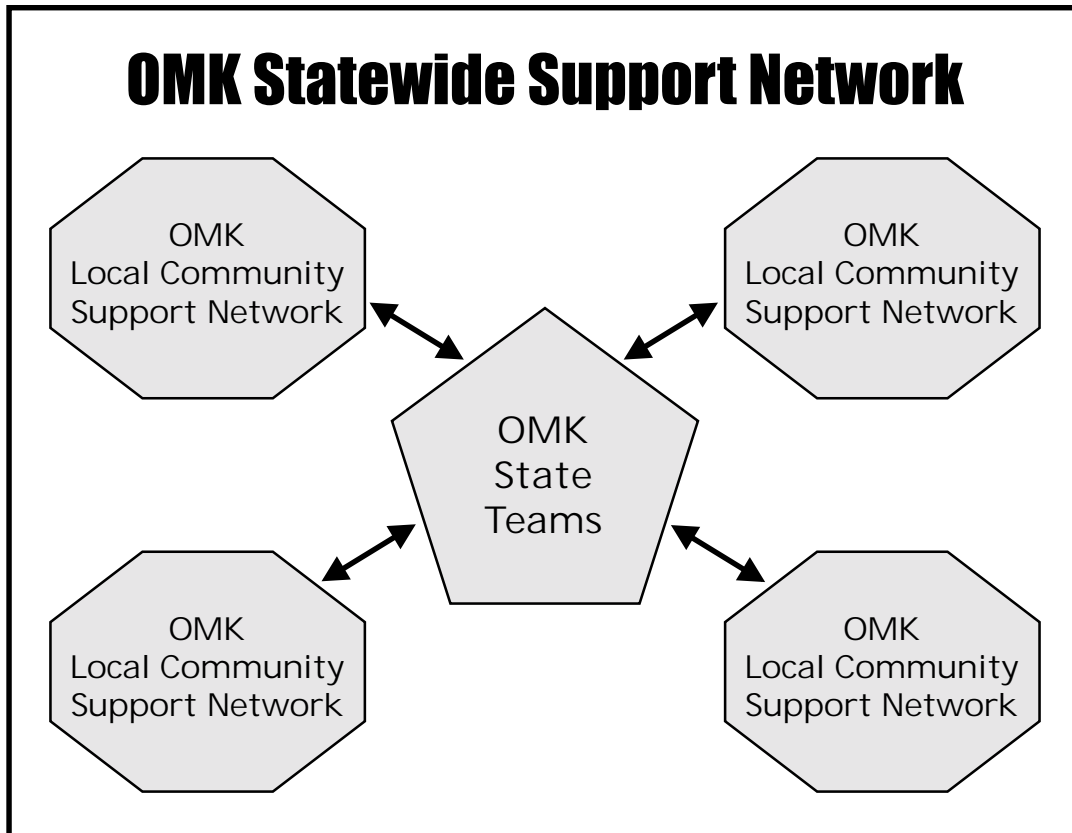 OMK Statewide Support Network
OMK
Local Community
Support Network
OMK
Local Community
Support Network
OMK
State
Teams
OMK
Local Community
Support Network
OMK
Local Community
Support Network